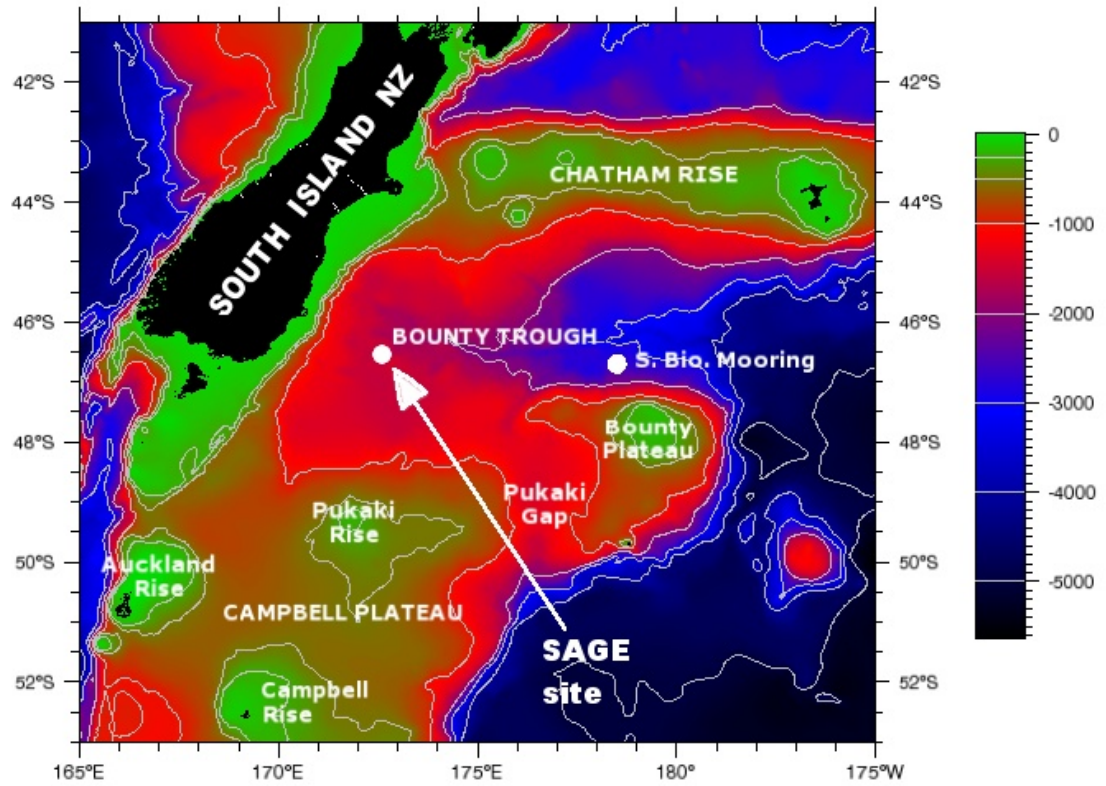 42°S
44°S
46°S
48°S
50°S
52°S
SOUTH ISLAND NZ
CHATHAM RISE
BOUNTY TROUGH
S. Bio. Mooring
Bounty
Plateau
Pukaki
Gap
Pukaki
Rise
Auckland
Rise
CAMPBELL PLATEAU
SAGE
site
Campbell
Rise
42°S
44°S
46°S
48°S
50°S
52°S
165°E
170°E
175°E
180°
175°W
0
-1000
-2000
-3000
-4000
-5000